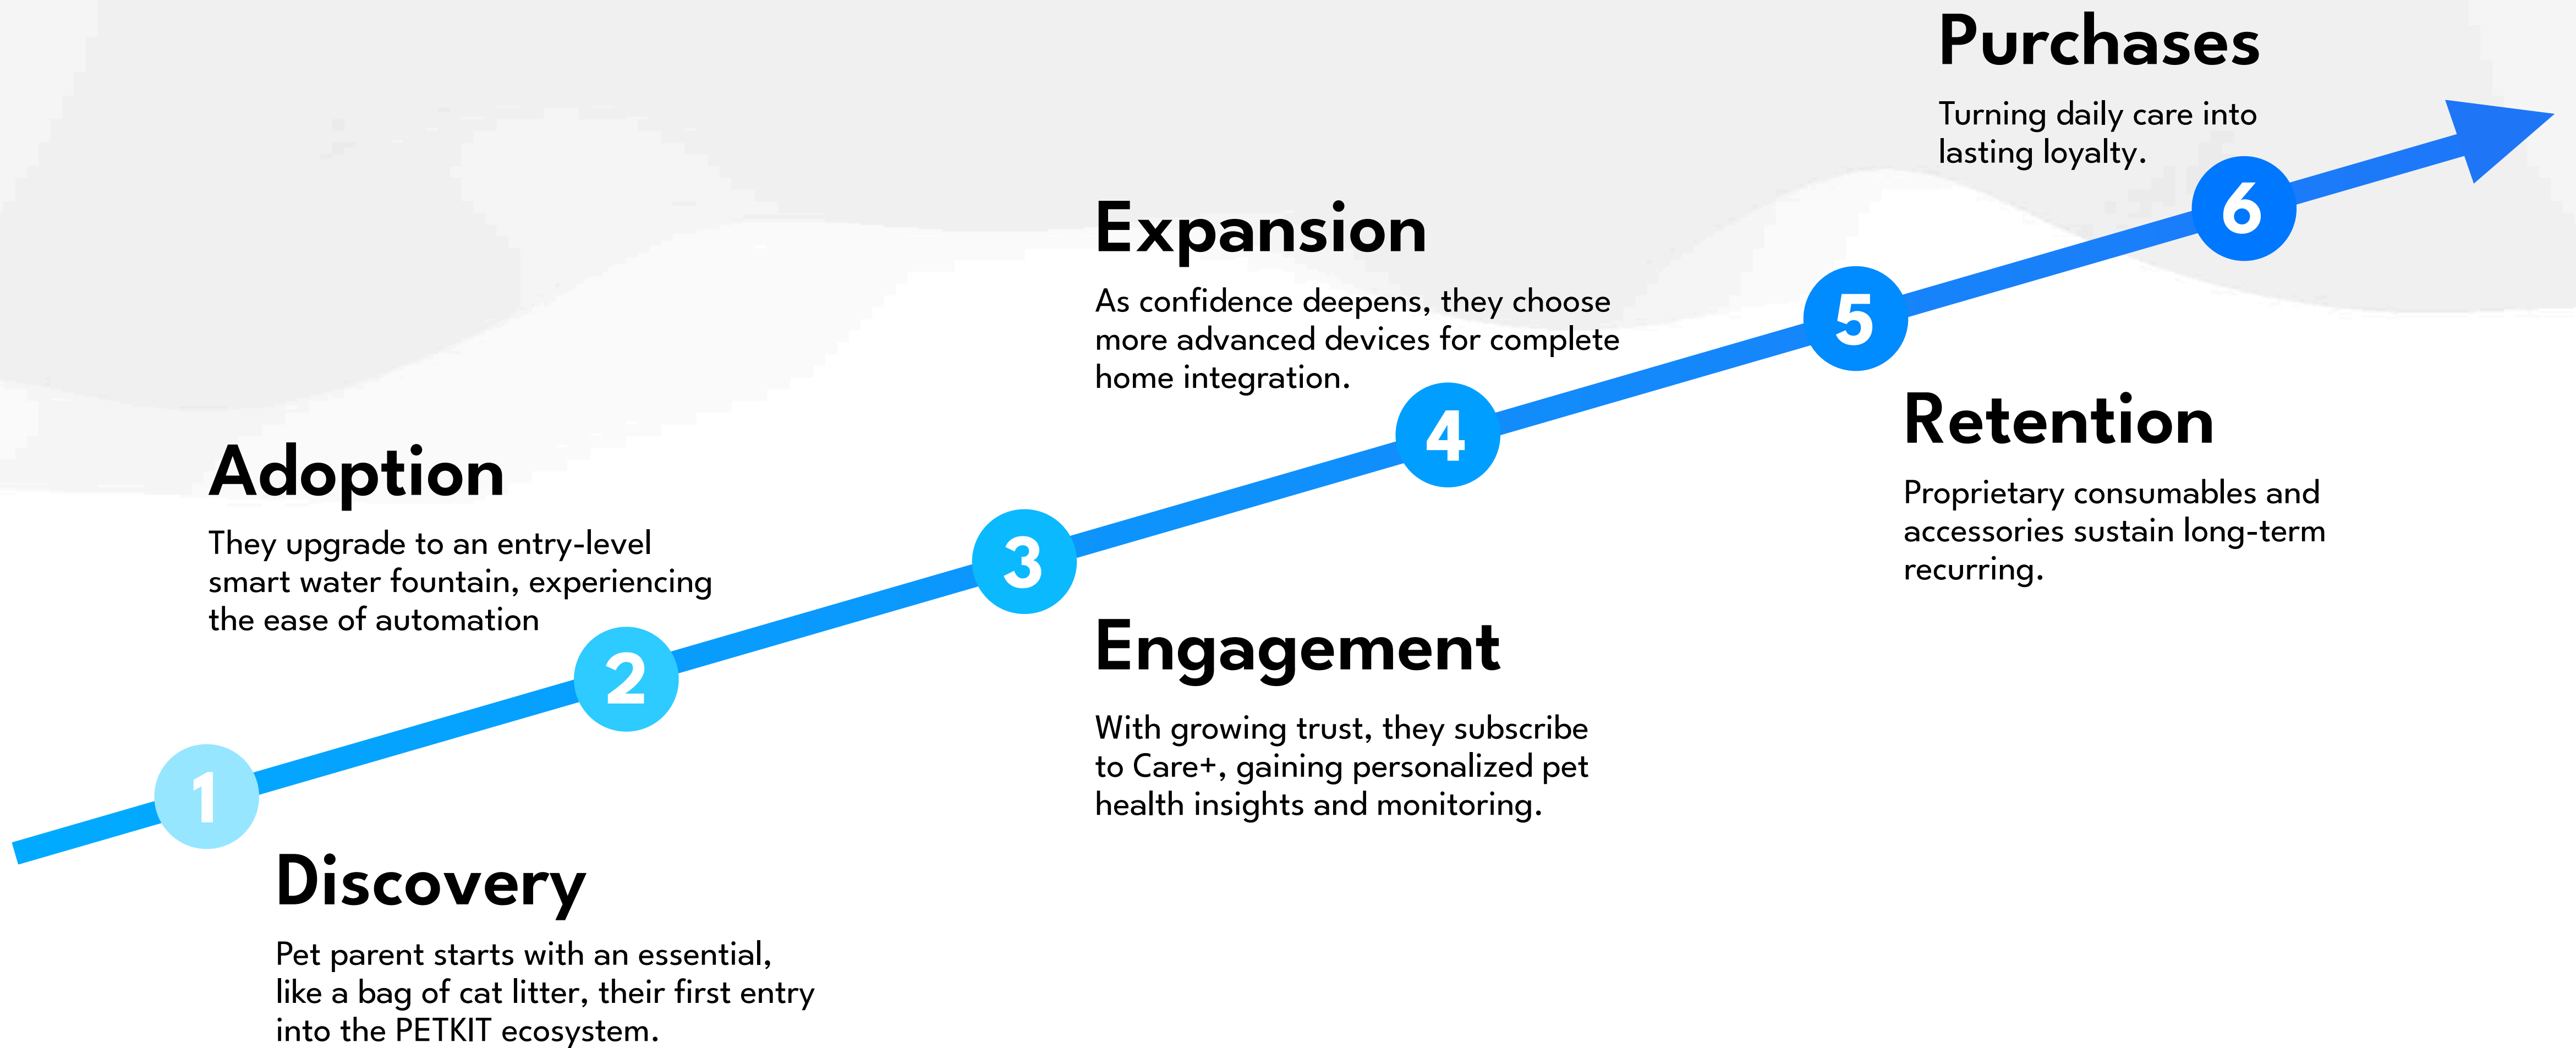 1
Discovery
Pet parent starts with an essential,
like a bag of cat litter, their first entry
into the PETKIT ecosystem.
2
Adoption
They upgrade to an entry-level
smart water fountain, experiencing
the ease of automation
3
Engagement
With growing trust, they subscribe
to Care+, gaining personalized pet
health insights and monitoring.
4
Expansion
As confidence deepens, they choose
more advanced devices for complete
home integration.
5
Retention
Proprietary consumables and
accessories sustain long-term
recurring.
6
Purchases
Turning daily care into
lasting loyalty.